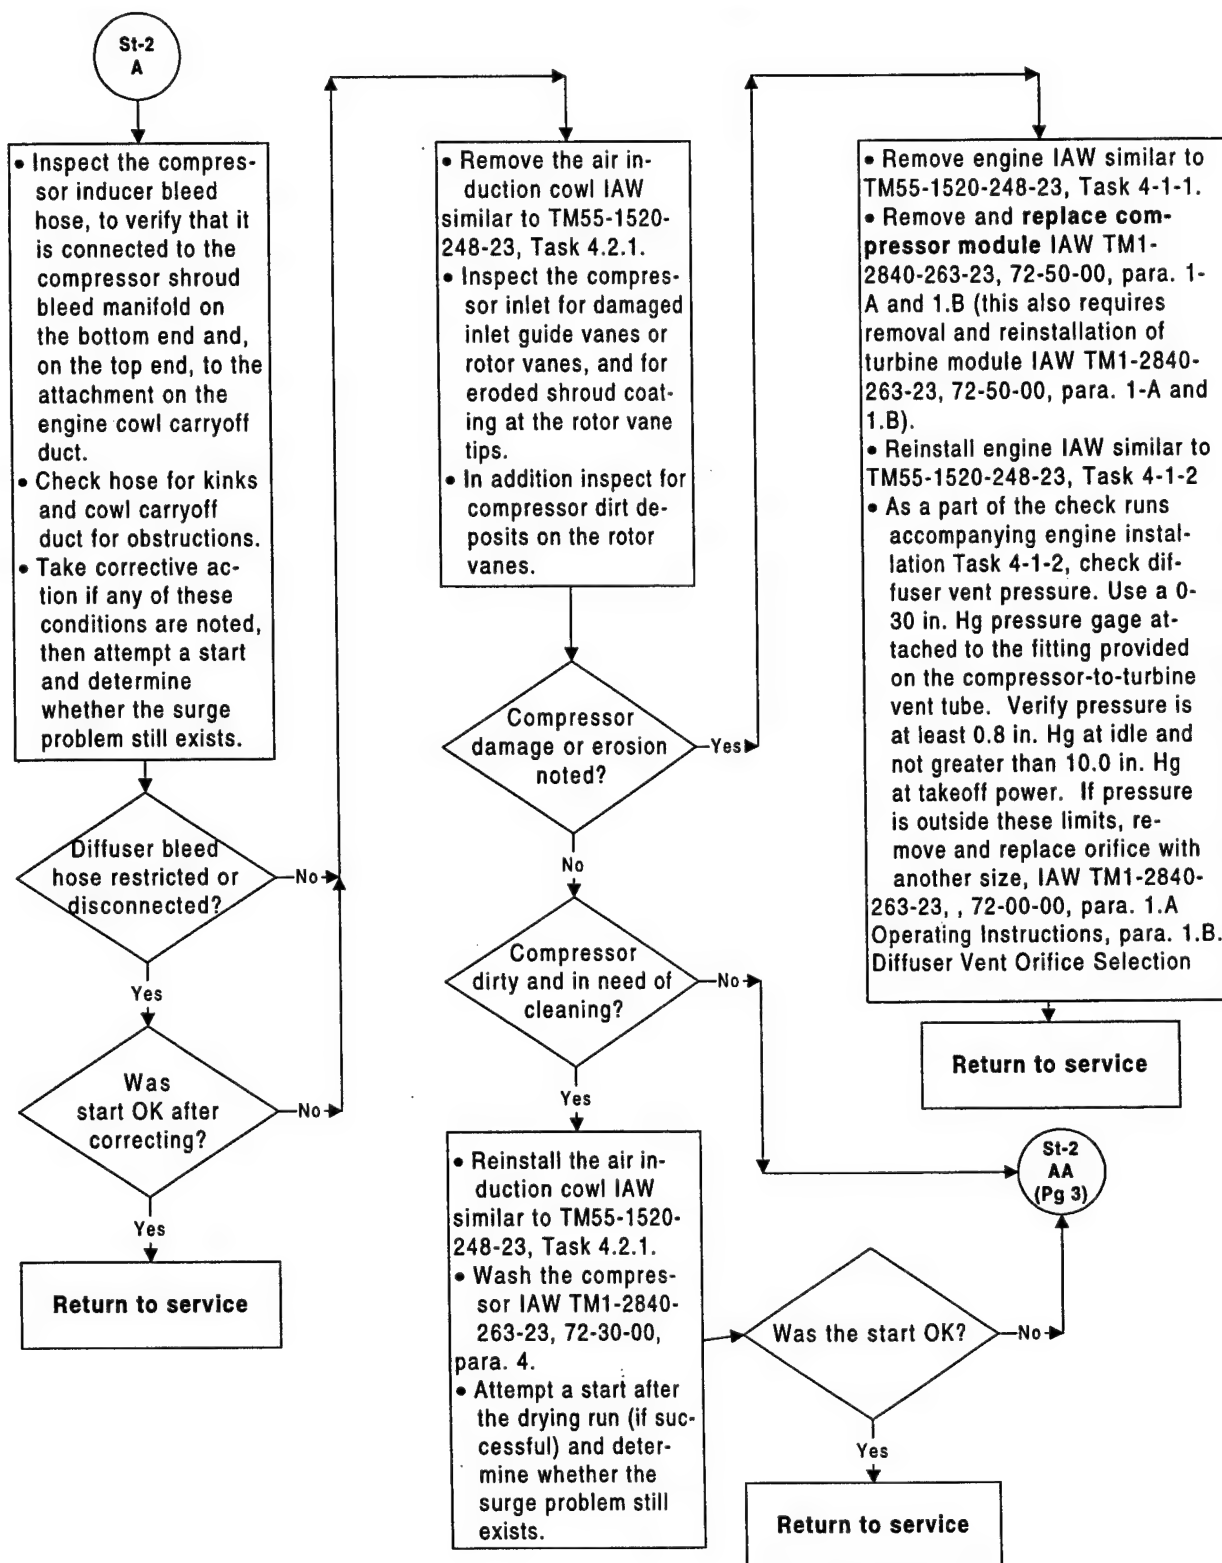 St-2
A
• Inspect the compres-
sor inducer bleed
hose, to verify that it
is connected to the
compressor shroud
bleed manifold on
the bottom end and,
on the top end, to the
attachment on the
engine cowl carryoff
duct.
• Check hose for kinks
and cowl carryoff
duct for obstructions.
• Take corrective ac-
tion if any of these
conditions are noted,
then attempt a start
and determine
whether the surge
problem still exists.
Diffuser bleed
hose restricted or
disconnected?
No
Yes
Was
start OK after
correcting?
No
Yes
Return to service
• Remove the air in-
duction cowl IAW
similar to TM55-1520-
248-23, Task 4.2.1.
• Inspect the compres-
sor inlet for damaged
inlet guide vanes or
rotor vanes, and for
eroded shroud coat-
ing at the rotor vane
tips.
• In addition inspect for
compressor dirt de-
posits on the rotor
vanes.
Compressor
damage or erosion
noted?
Yes
No
Compressor
dirty and in need of
cleaning?
No
Yes
• Reinstall the air in-
duction cowl IAW
similar to TM55-1520-
248-23, Task 4.2.1.
• Wash the compres-
sor IAW TM1-2840-
263-23, 72-30-00,
para. 4.
• Attempt a start after
the drying run (if suc-
cessful) and deter-
mine whether the
surge problem still
exists.
• Remove engine IAW similar to
TM55-1520-248-23, Task 4-1-1.
• Remove and replace com-
pressor module IAW TM1-
2840-263-23, 72-50-00, para. 1-
A and 1.B (this also requires
removal and reinstallation of
turbine module IAW TM1-2840-
263-23, 72-50-00, para. 1-A and
1.B).
• Reinstall engine IAW similar to
TM55-1520-248-23, Task 4-1-2
• As a part of the check runs
accompanying engine instal-
lation Task 4-1-2, check dif-
fuser vent pressure. Use a 0-
30 in. Hg pressure gage at-
tached to the fitting provided
on the compressor-to-turbine
vent tube. Verify pressure is
at least 0.8 in. Hg at idle and
not greater than 10.0 in. Hg
at takeoff power. If pressure
is outside these limits, re-
move and replace orifice with
another size, IAW TM1-2840-
263-23, , 72-00-00, para. 1.A
Operating Instructions, para. 1.B.
Diffuser Vent Orifice Selection
Return to service
St-2
AA
(Pg 3)
Was the start OK?
No
Yes
Return to service